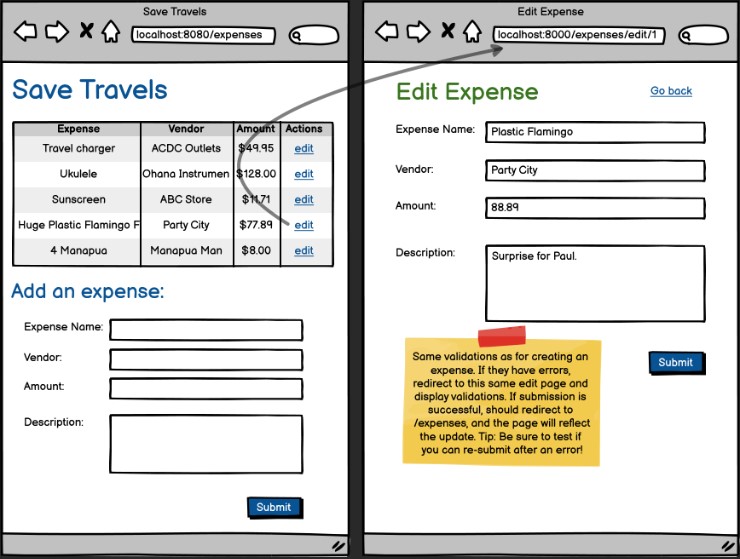 Save Travels
localhost:8080/expenses
Save Travels
Expense Vendor Amount Actions
Travel charger ACDC Outlets $49.95 edit
Ukulele Ohana Instrumen $128.00 edit
Sunscreen ABC Store $11.71 edit
Huge Plastic Flamingo F Party City $77.89 edit
4 Manapua Manapua Man $8.00 edit
Add an expense:
Expense Name:
Vendor:
Amount:
Description:
Submit
Edit Expense
localhost:8000/expenses/edit/1
Edit Expense Go back
Expense Name: Plastic Flamingo
Vendor: Party City
Amount: 88.89
Description: Surprise for Paul.
Same validations as for creating an
expense. If they have errors,
redirect to this same edit page and
display validations. If submission is
successful, should redirect to
/expenses, and the page will reflect
the update. Tip: Be sure to test if
you can re-submit after an error!
Submit